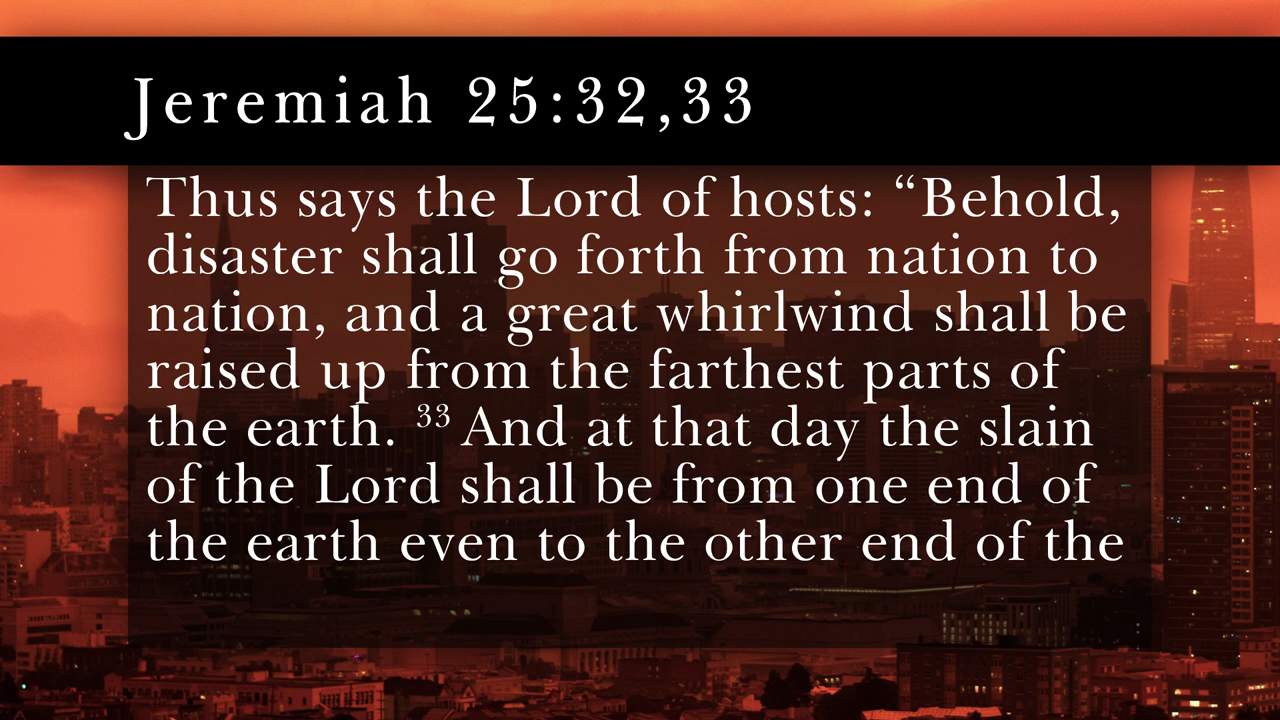 Jeremiah 25:32,33
Thus says the Lord of hosts: “Behold,
disaster shall go forth from nation to
nation, and a great whirlwind shall be
raised up from the farthest parts of
the earth. ³³ And at that day the slain
of the Lord shall be from one end of
the earth even to the other end of the